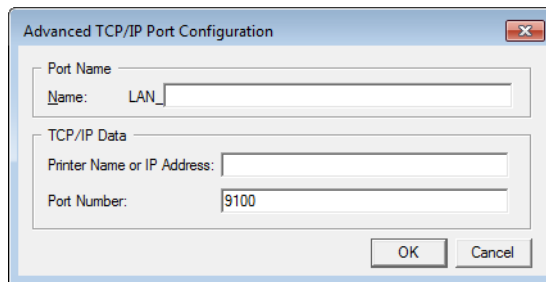 Advanced TCP/IP Port Configuration
Port Name
Name: LAN_
TCP/IP Data
Printer Name or IP Address:
Port Number: 9100
OK Cancel